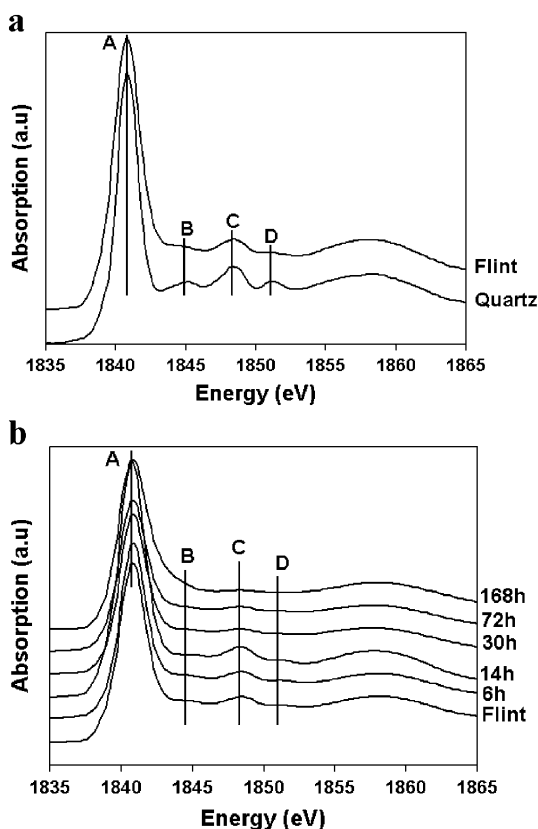 a
Absorption (a.u)
A
B
C
D
Flint
Quartz
1835 1840 1845 1850 1855 1860 1865
Energy (eV)
b
Absorption (a.u)
A
B
C
D
168h
72h
30h
14h
6h
Flint
1835 1840 1845 1850 1855 1860 1865
Energy (eV)